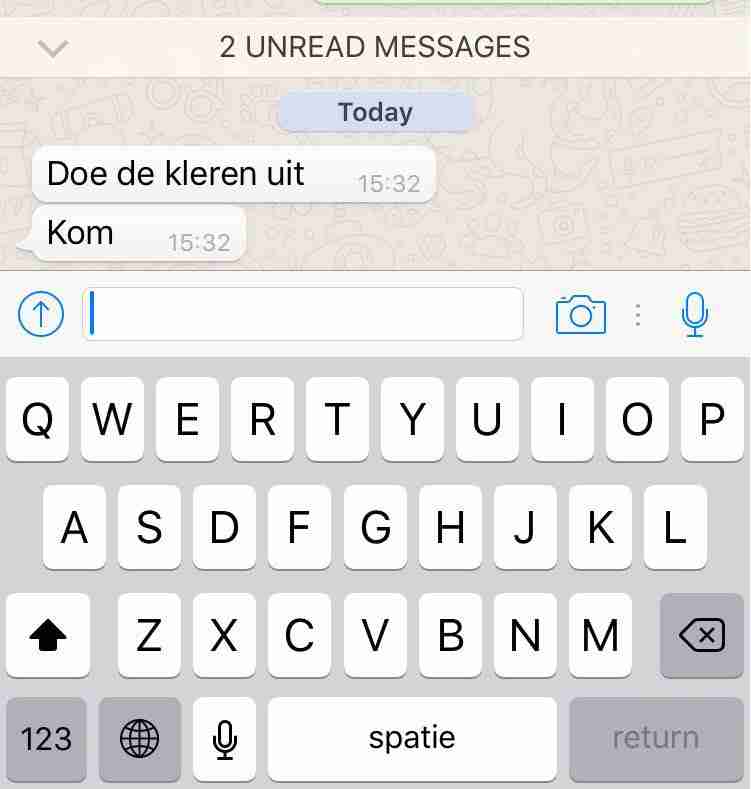 2 UNREAD MESSAGES
Today
Doe de kleren uit 15:32
Kom 15:32
Q W E R T Y U I O P
A S D F G H J K L
Z X C V B N M
123 spatie return